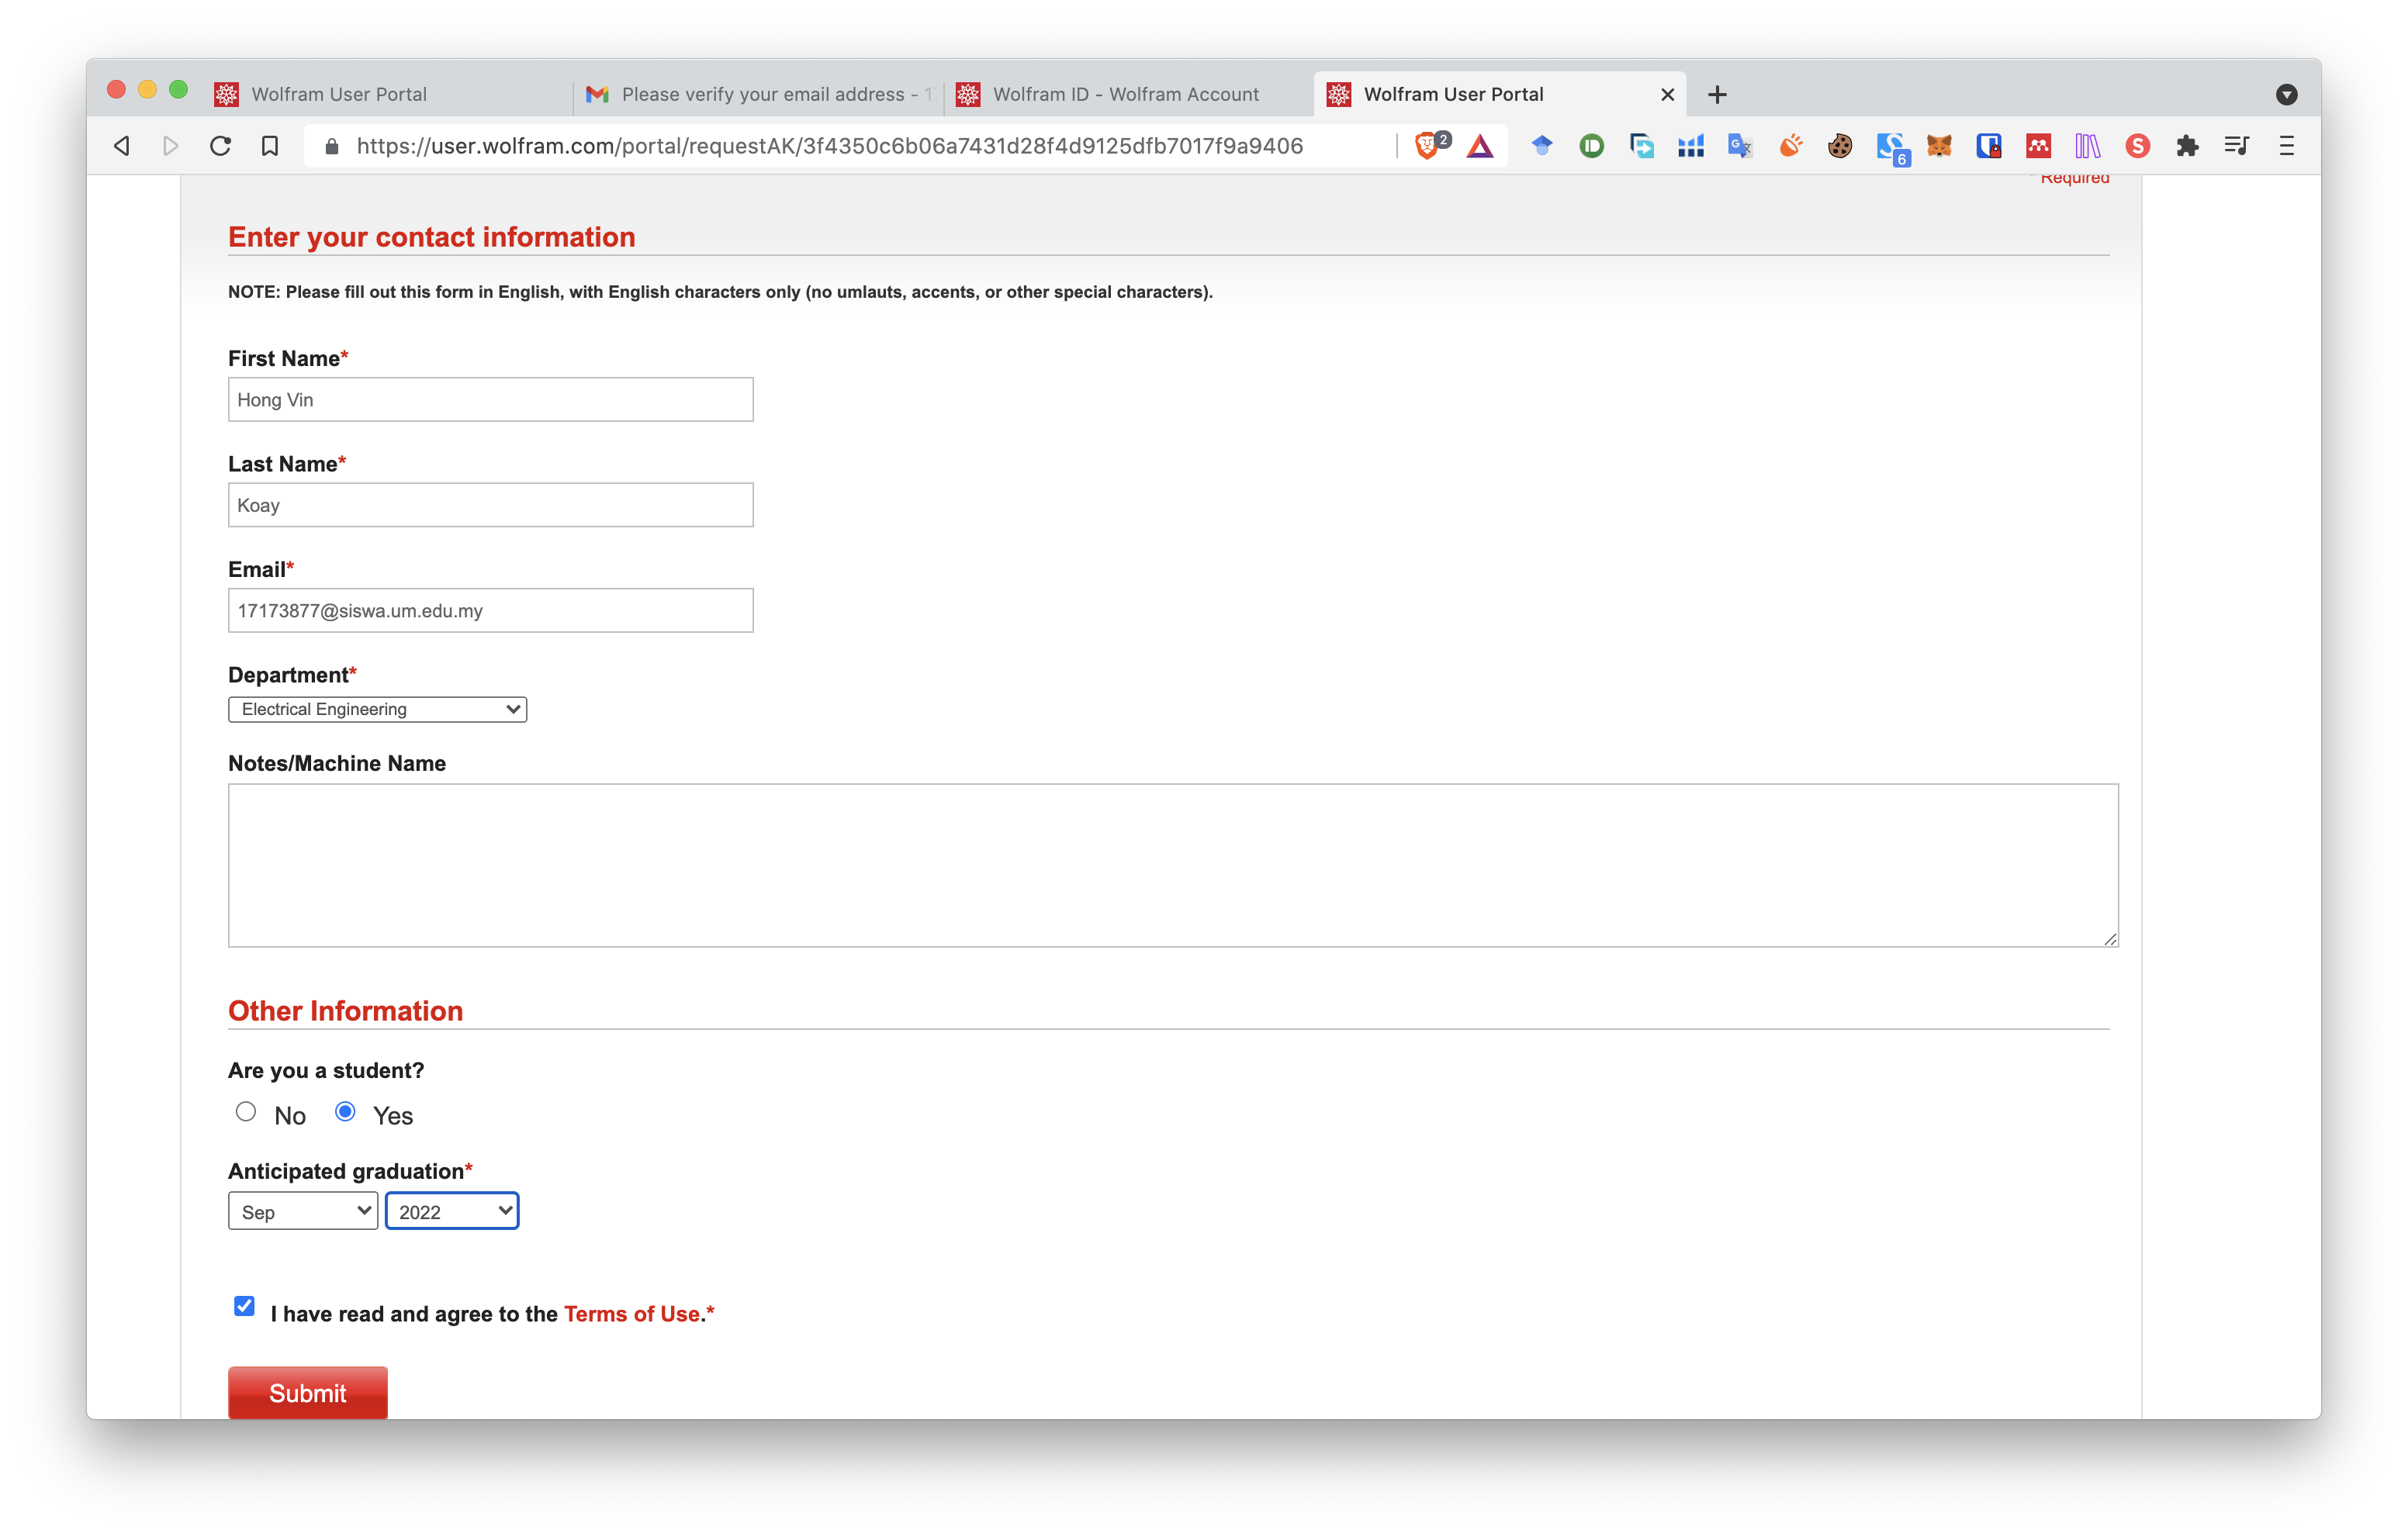 Wolfram User Portal
Please verify your email address - 1
Wolfram ID - Wolfram Account
Wolfram User Portal
https://user.wolfram.com/portal/requestAK/3f4350c6b06a7431d28f4d9125dfb7017f9a9406
2
6
Required
Enter your contact information
NOTE: Please fill out this form in English, with English characters only (no umlauts, accents, or other special characters).
First Name*
Hong Vin
Last Name*
Koay
Email*
17173877@siswa.um.edu.my
Department*
Electrical Engineering
Notes/Machine Name
Other Information
Are you a student?
No Yes
Anticipated graduation*
Sep 2022
I have read and agree to the Terms of Use.*
Submit